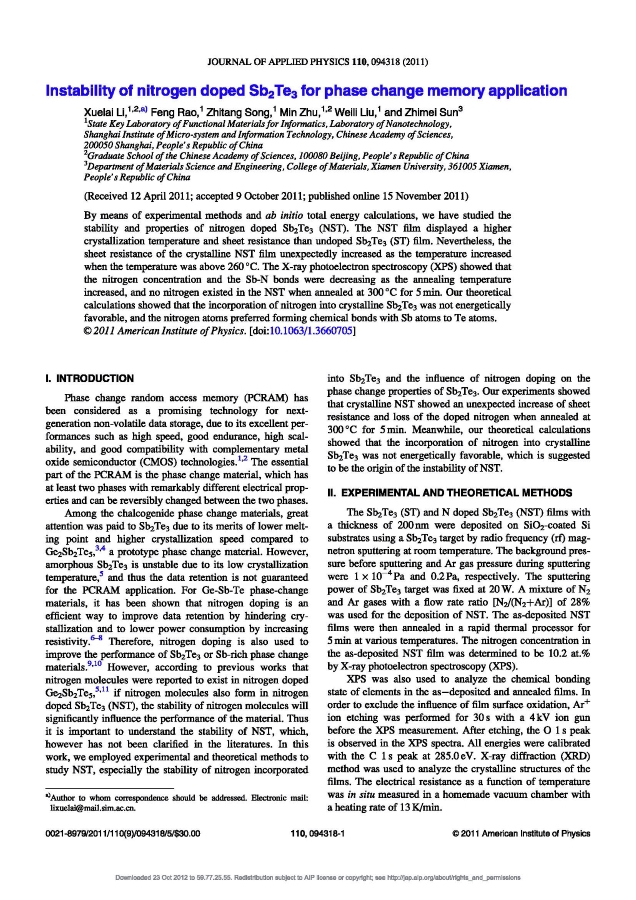 JOURNAL OF APPLIED PHYSICS 110, 094318 (2011)
Instability of nitrogen doped Sb₂Te₃ for phase change memory application
Xuelai Li,¹,²,ᵃ⁾ Feng Rao,¹ Zhitang Song,¹ Min Zhu,¹,² Weili Liu,¹ and Zhimei Sun³
¹State Key Laboratory of Functional Materials for Informatics, Laboratory of Nanotechnology,
Shanghai Institute of Micro-system and Information Technology, Chinese Academy of Sciences,
200050 Shanghai, People's Republic of China
²Graduate School of the Chinese Academy of Sciences, 100080 Beijing, People's Republic of China
³Department of Materials Science and Engineering, College of Materials, Xiamen University, 361005 Xiamen,
People's Republic of China
(Received 12 April 2011; accepted 9 October 2011; published online 15 November 2011)
By means of experimental methods and ab initio total energy calculations, we have studied the
stability and properties of nitrogen doped Sb₂Te₃ (NST). The NST film displayed a higher
crystallization temperature and sheet resistance than undoped Sb₂Te₃ (ST) film. Nevertheless, the
sheet resistance of the crystalline NST film unexpectedly increased as the temperature increased
when the temperature was above 260 °C. The X-ray photoelectron spectroscopy (XPS) showed that
the nitrogen concentration and the Sb-N bonds were decreasing as the annealing temperature
increased, and no nitrogen existed in the NST when annealed at 300 °C for 5 min. Our theoretical
calculations showed that the incorporation of nitrogen into crystalline Sb₂Te₃ was not energetically
favorable, and the nitrogen atoms preferred forming chemical bonds with Sb atoms to Te atoms.
© 2011 American Institute of Physics. [doi:10.1063/1.3660705]
I. INTRODUCTION
Phase change random access memory (PCRAM) has
been considered as a promising technology for next-
generation non-volatile data storage, due to its excellent per-
formances such as high speed, good endurance, high scal-
ability, and good compatibility with complementary metal
oxide semiconductor (CMOS) technologies.¹,² The essential
part of the PCRAM is the phase change material, which has
at least two phases with remarkably different electrical prop-
erties and can be reversibly changed between the two phases.
Among the chalcogenide phase change materials, great
attention was paid to Sb₂Te₃ due to its merits of lower melt-
ing point and higher crystallization speed compared to
Ge₂Sb₂Te₅,³,⁴ a prototype phase change material. However,
amorphous Sb₂Te₃ is unstable due to its low crystallization
temperature,⁵ and thus the data retention is not guaranteed
for the PCRAM application. For Ge-Sb-Te phase-change
materials, it has been shown that nitrogen doping is an
efficient way to improve data retention by hindering cry-
stallization and to lower power consumption by increasing
resistivity.⁶⁻⁸ Therefore, nitrogen doping is also used to
improve the performance of Sb₂Te₃ or Sb-rich phase change
materials.⁹,¹⁰ However, according to previous works that
nitrogen molecules were reported to exist in nitrogen doped
Ge₂Sb₂Te₅,⁵,¹¹ if nitrogen molecules also form in nitrogen
doped Sb₂Te₃ (NST), the stability of nitrogen molecules will
significantly influence the performance of the material. Thus
it is important to understand the stability of NST, which,
however has not been clarified in the literatures. In this
work, we employed experimental and theoretical methods to
study NST, especially the stability of nitrogen incorporated
ᵃ⁾Author to whom correspondence should be addressed. Electronic mail:
lixuelai@mail.sim.ac.cn.
into Sb₂Te₃ and the influence of nitrogen doping on the
phase change properties of Sb₂Te₃. Our experiments showed
that crystalline NST showed an unexpected increase of sheet
resistance and loss of the doped nitrogen when annealed at
300 °C for 5 min. Meanwhile, our theoretical calculations
showed that the incorporation of nitrogen into crystalline
Sb₂Te₃ was not energetically favorable, which is suggested
to be the origin of the instability of NST.
II. EXPERIMENTAL AND THEORETICAL METHODS
The Sb₂Te₃ (ST) and N doped Sb₂Te₃ (NST) films with
a thickness of 200 nm were deposited on SiO₂-coated Si
substrates using a Sb₂Te₃ target by radio frequency (rf) mag-
netron sputtering at room temperature. The background pres-
sure before sputtering and Ar gas pressure during sputtering
were 1 × 10⁻⁴ Pa and 0.2 Pa, respectively. The sputtering
power of Sb₂Te₃ target was fixed at 20 W. A mixture of N₂
and Ar gases with a flow rate ratio [N₂/(N₂+Ar)] of 28%
was used for the deposition of NST. The as-deposited NST
films were then annealed in a rapid thermal processor for
5 min at various temperatures. The nitrogen concentration in
the as-deposited NST film was determined to be 10.2 at.%
by X-ray photoelectron spectroscopy (XPS).
XPS was also used to analyze the chemical bonding
state of elements in the as–deposited and annealed films. In
order to exclude the influence of film surface oxidation, Ar⁺
ion etching was performed for 30 s with a 4 kV ion gun
before the XPS measurement. After etching, the O 1 s peak
is observed in the XPS spectra. All energies were calibrated
with the C 1 s peak at 285.0 eV. X-ray diffraction (XRD)
method was used to analyze the crystalline structures of the
films. The electrical resistance as a function of temperature
was in situ measured in a homemade vacuum chamber with
a heating rate of 13 K/min.
0021-8979/2011/110(9)/094318/5/$30.00
110, 094318-1
© 2011 American Institute of Physics
Downloaded 23 Oct 2012 to 59.77.25.55. Redistribution subject to AIP license or copyright; see http://jap.aip.org/about/rights_and_permissions